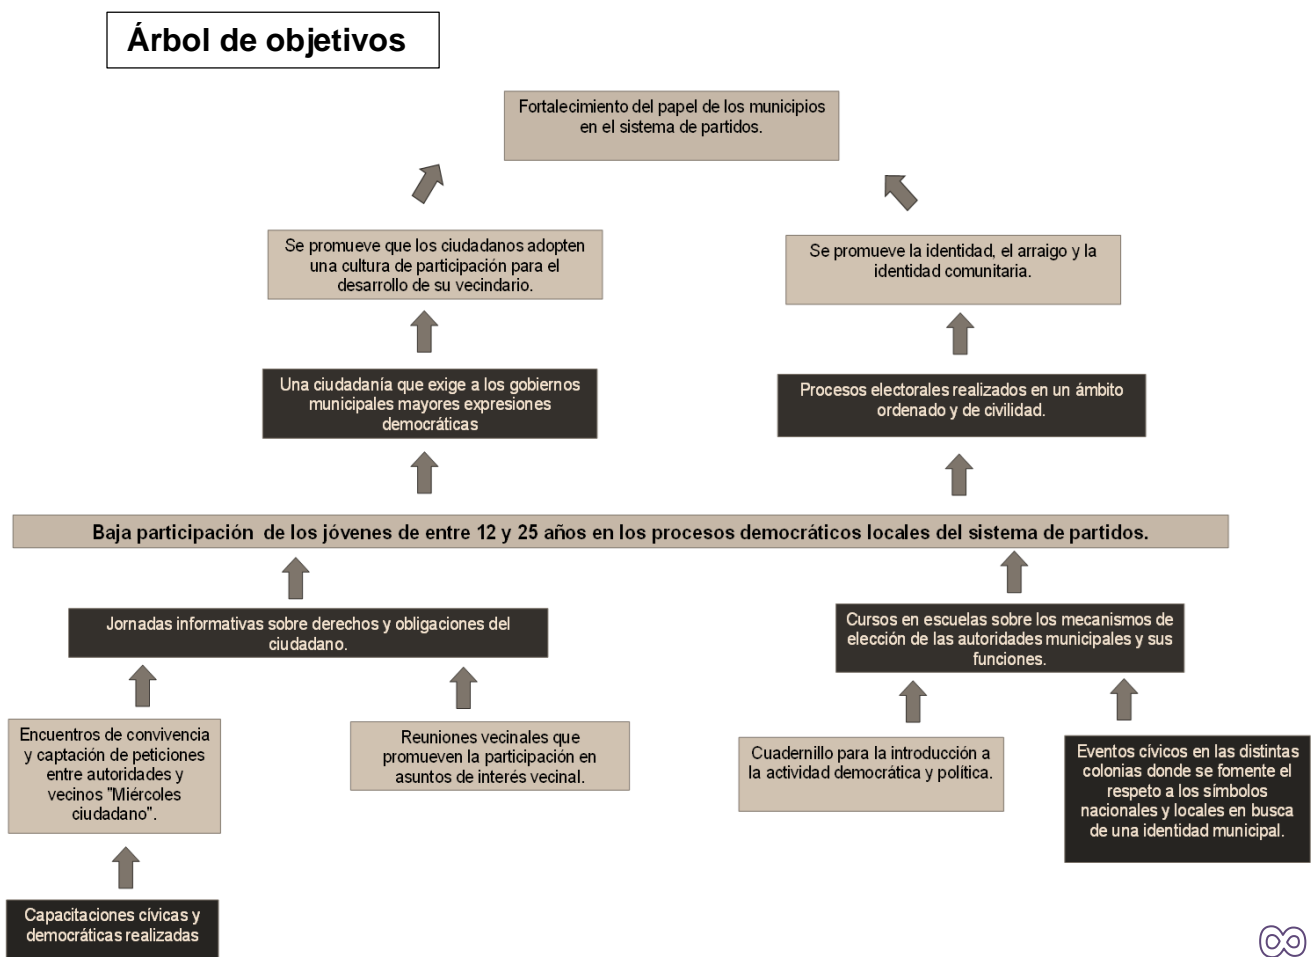 Árbol de objetivos
Fortalecimiento del papel de los municipios
en el sistema de partidos.
Se promueve que los ciudadanos adopten
una cultura de participación para el
desarrollo de su vecindario.
Se promueve la identidad, el arraigo y la
identidad comunitaria.
Una ciudadanía que exige a los gobiernos
municipales mayores expresiones
democráticas
Procesos electorales realizados en un ámbito
ordenado y de civilidad.
Baja participación de los jóvenes de entre 12 y 25 años en los procesos democráticos locales del sistema de partidos.
Jornadas informativas sobre derechos y obligaciones del
ciudadano.
Cursos en escuelas sobre los mecanismos de
elección de las autoridades municipales y sus
funciones.
Encuentros de convivencia
y captación de peticiones
entre autoridades y
vecinos "Miércoles
ciudadano".
Reuniones vecinales que
promueven la participación en
asuntos de interés vecinal.
Cuadernillo para la introducción a
la actividad democrática y política.
Eventos cívicos en las distintas
colonias donde se fomente el
respeto a los símbolos
nacionales y locales en busca
de una identidad municipal.
Capacitaciones cívicas y
democráticas realizadas